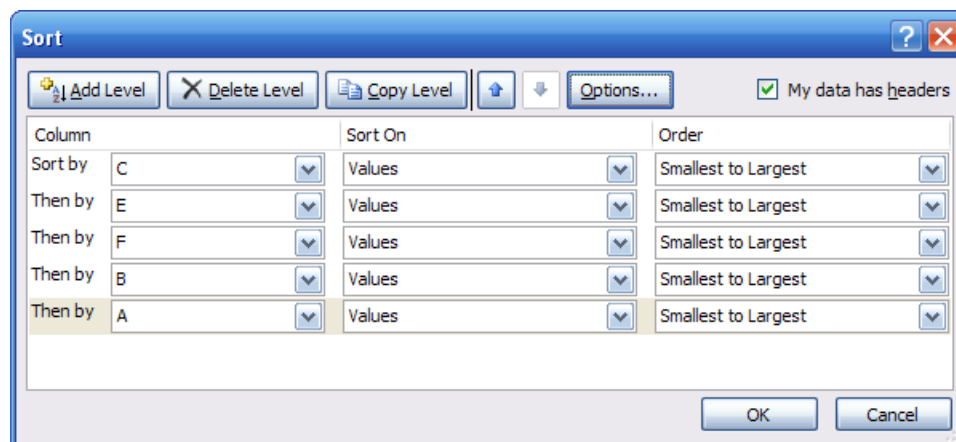 Sort
Add Level Delete Level Copy Level Options... My data has headers
Column Sort On Order
Sort by C Values Smallest to Largest
Then by E Values Smallest to Largest
Then by F Values Smallest to Largest
Then by B Values Smallest to Largest
Then by A Values Smallest to Largest
OK Cancel